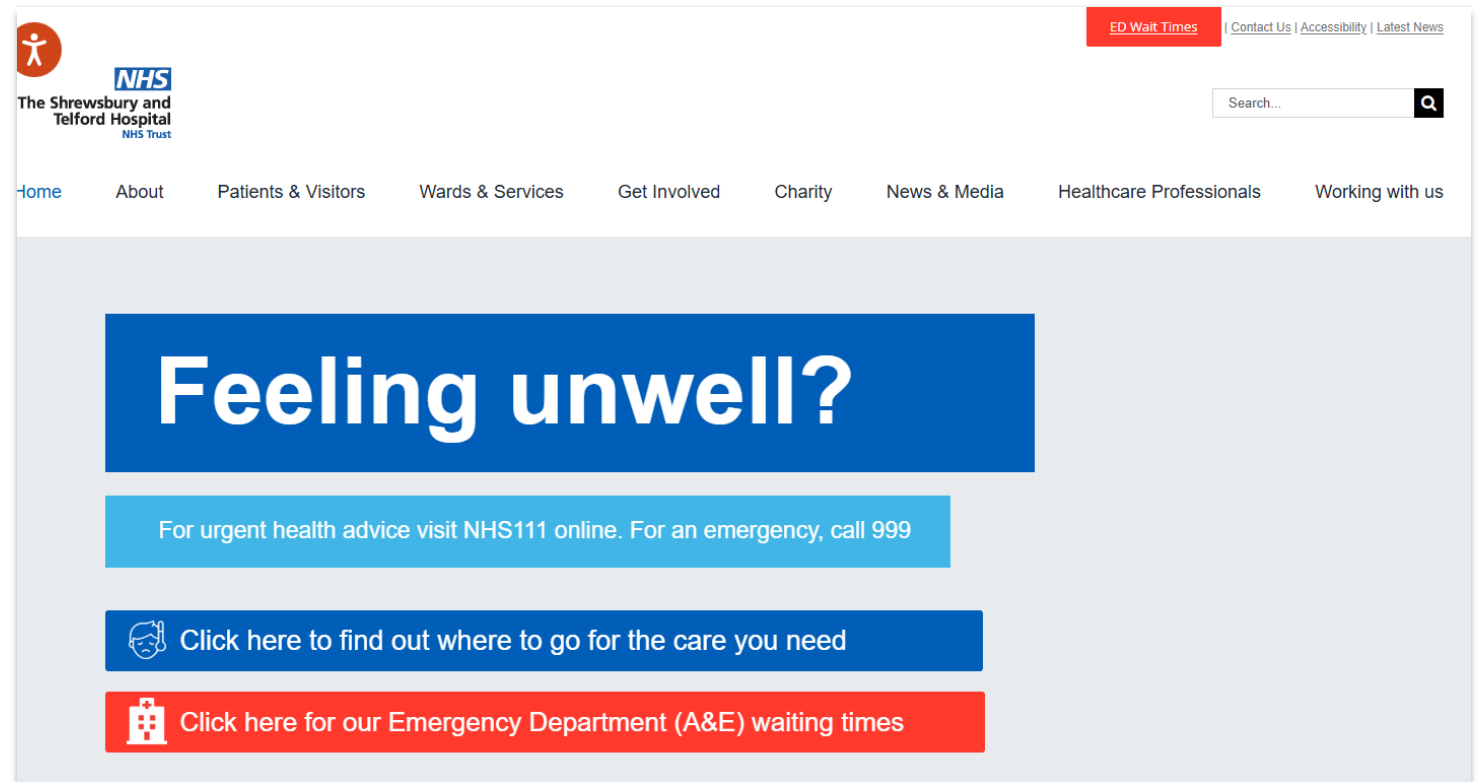 ED Wait Times | Contact Us | Accessibility | Latest News
NHS
The Shrewsbury and
Telford Hospital
NHS Trust
Search...
Home About Patients & Visitors Wards & Services Get Involved Charity News & Media Healthcare Professionals Working with us
Feeling unwell?
For urgent health advice visit NHS111 online. For an emergency, call 999
Click here to find out where to go for the care you need
Click here for our Emergency Department (A&E) waiting times